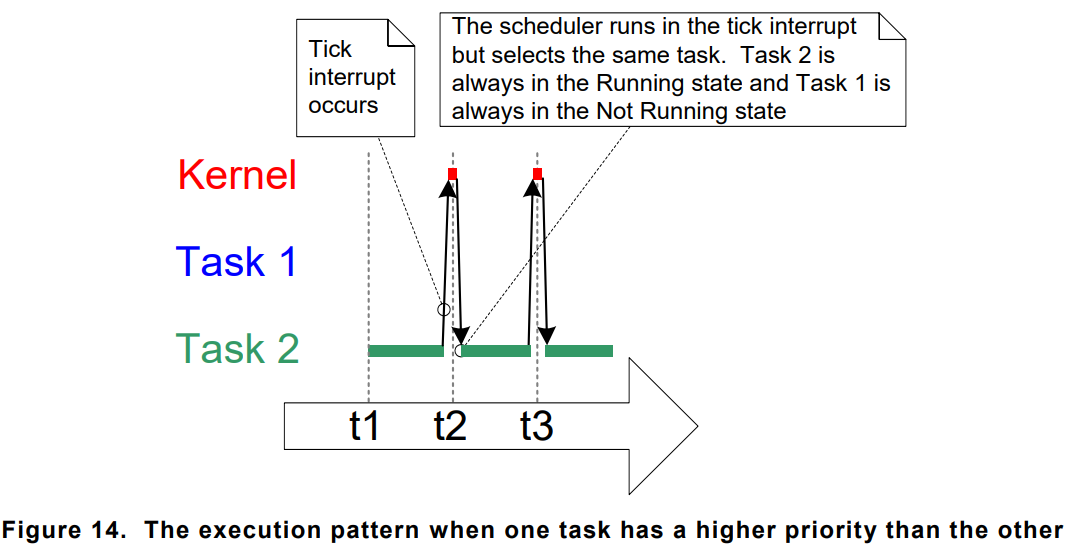 Tick
interrupt
occurs
The scheduler runs in the tick interrupt
but selects the same task.  Task 2 is
always in the Running state and Task 1 is
always in the Not Running state
Kernel
Task 1
Task 2
t1 t2 t3
Figure 14.  The execution pattern when one task has a higher priority than the other